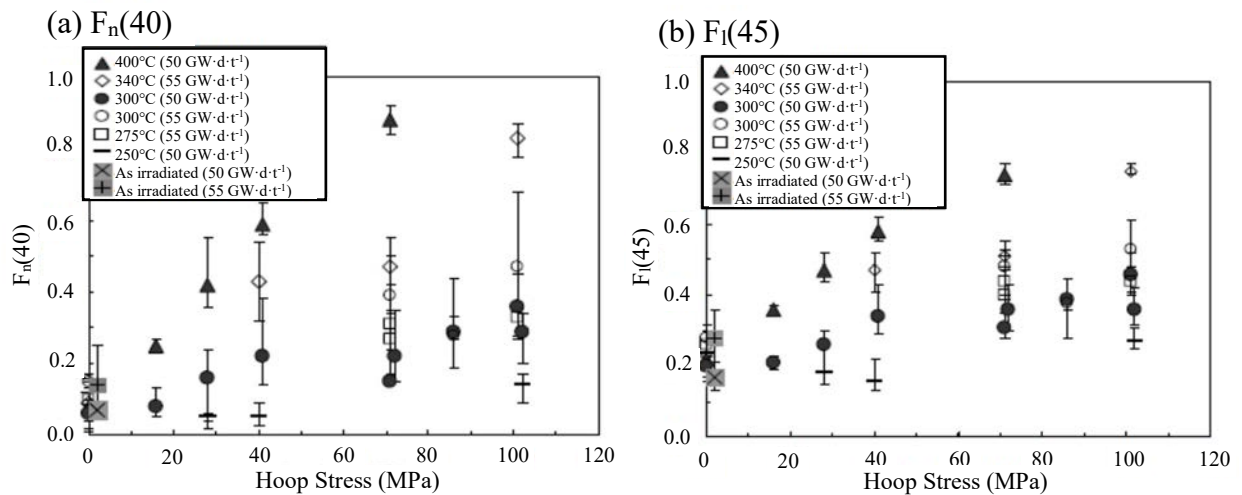 (a) Fₙ(40)
400°C (50 GW·d·t⁻¹)
340°C (55 GW·d·t⁻¹)
300°C (50 GW·d·t⁻¹)
300°C (55 GW·d·t⁻¹)
275°C (55 GW·d·t⁻¹)
250°C (50 GW·d·t⁻¹)
As irradiated (50 GW·d·t⁻¹)
As irradiated (55 GW·d·t⁻¹)
1.0
0.8
0.6
0.4
0.2
0.0
Fₙ(40)
0 20 40 60 80 100 120
Hoop Stress (MPa)
(b) Fₗ(45)
400°C (50 GW·d·t⁻¹)
340°C (55 GW·d·t⁻¹)
300°C (50 GW·d·t⁻¹)
300°C (55 GW·d·t⁻¹)
275°C (55 GW·d·t⁻¹)
250°C (50 GW·d·t⁻¹)
As irradiated (50 GW·d·t⁻¹)
As irradiated (55 GW·d·t⁻¹)
1.0
0.8
0.6
0.4
0.2
0.0
Fₗ(45)
0 20 40 60 80 100 120
Hoop Stress (MPa)